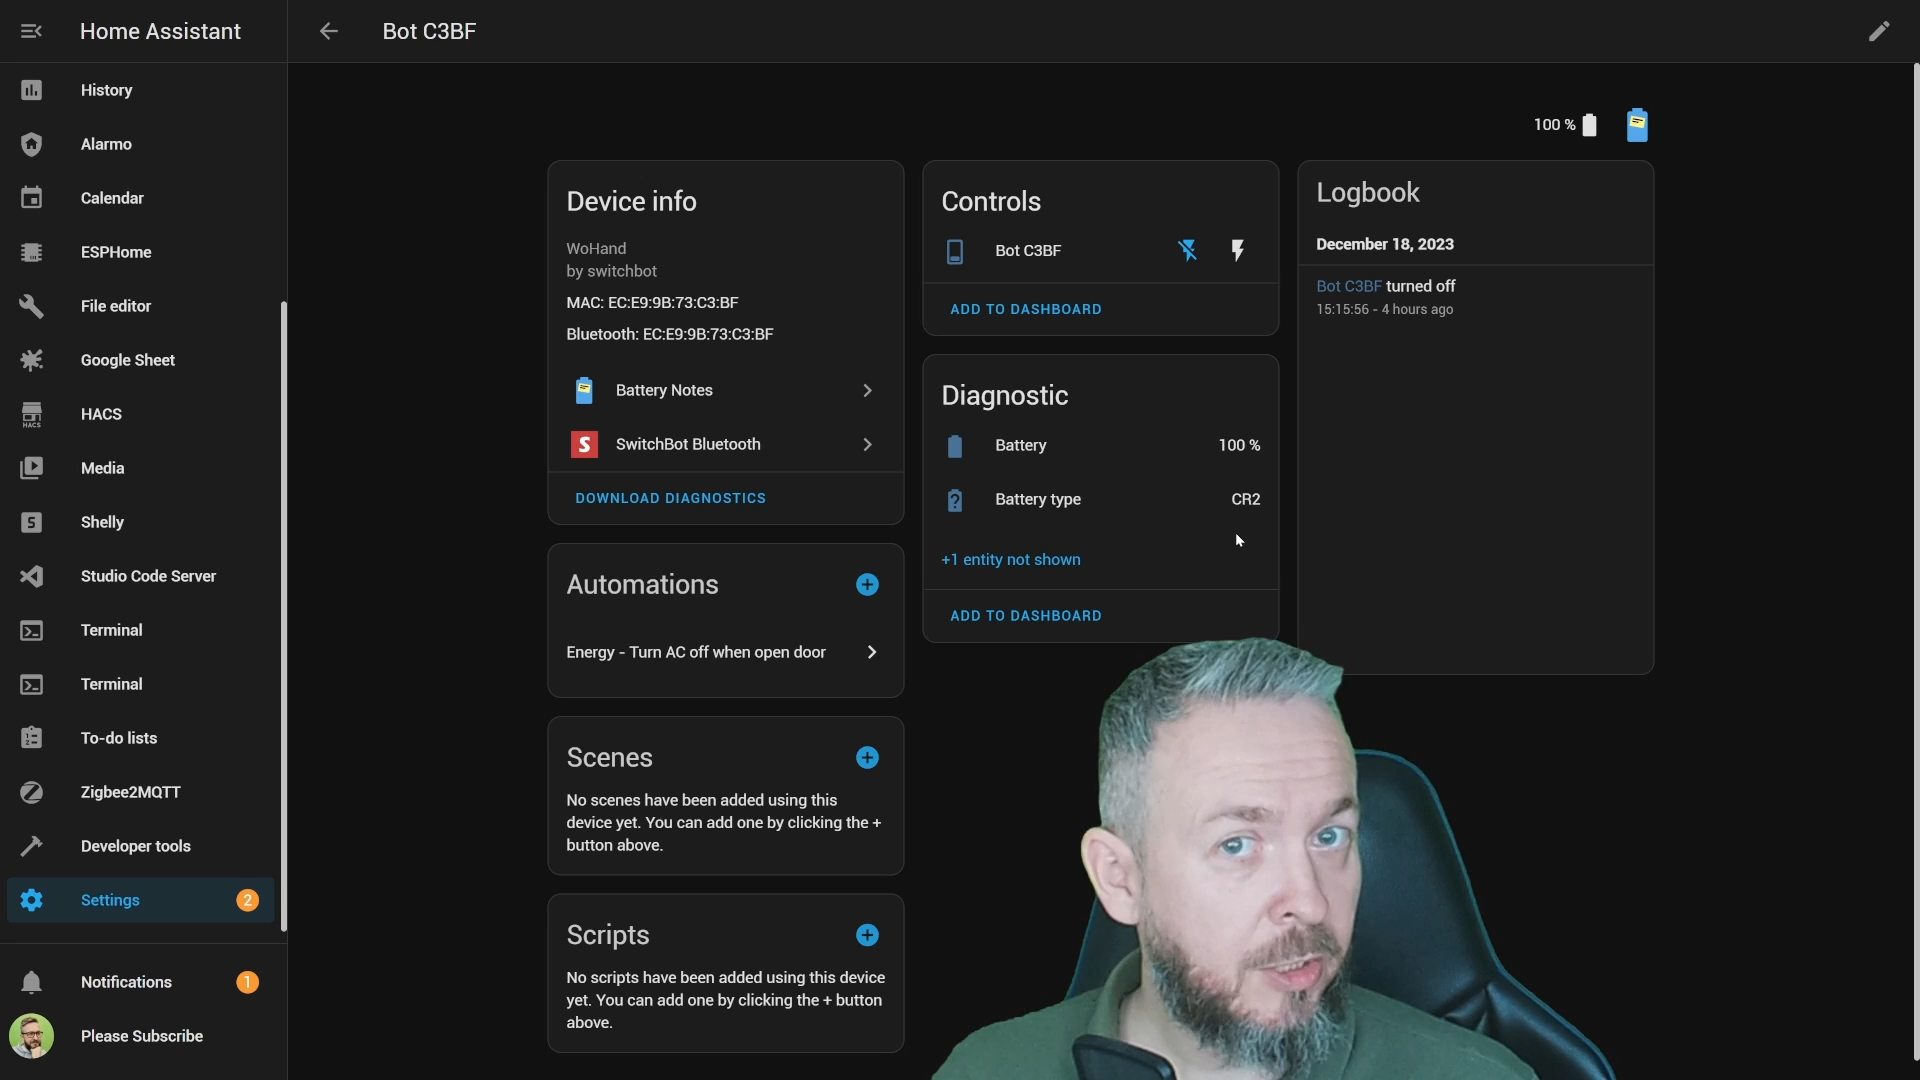 Home Assistant
Bot C3BF
History
Alarmo
Calendar
ESPHome
File editor
Google Sheet
HACS
HACS
Media
Shelly
Studio Code Server
Terminal
Terminal
To-do lists
Zigbee2MQTT
Developer tools
Settings
2
Notifications
1
Please Subscribe
100 %
Device info
WoHand
by switchbot
MAC: EC:E9:9B:73:C3:BF
Bluetooth: EC:E9:9B:73:C3:BF
Battery Notes
S
SwitchBot Bluetooth
DOWNLOAD DIAGNOSTICS
Automations
Energy - Turn AC off when open door
Scenes
No scenes have been added using this
device yet. You can add one by clicking the +
button above.
Scripts
No scripts have been added using this device
yet. You can add one by clicking the + button
above.
Controls
Bot C3BF
ADD TO DASHBOARD
Diagnostic
Battery
100 %
Battery type
CR2
+1 entity not shown
ADD TO DASHBOARD
Logbook
December 18, 2023
Bot C3BF turned off
15:15:56 - 4 hours ago